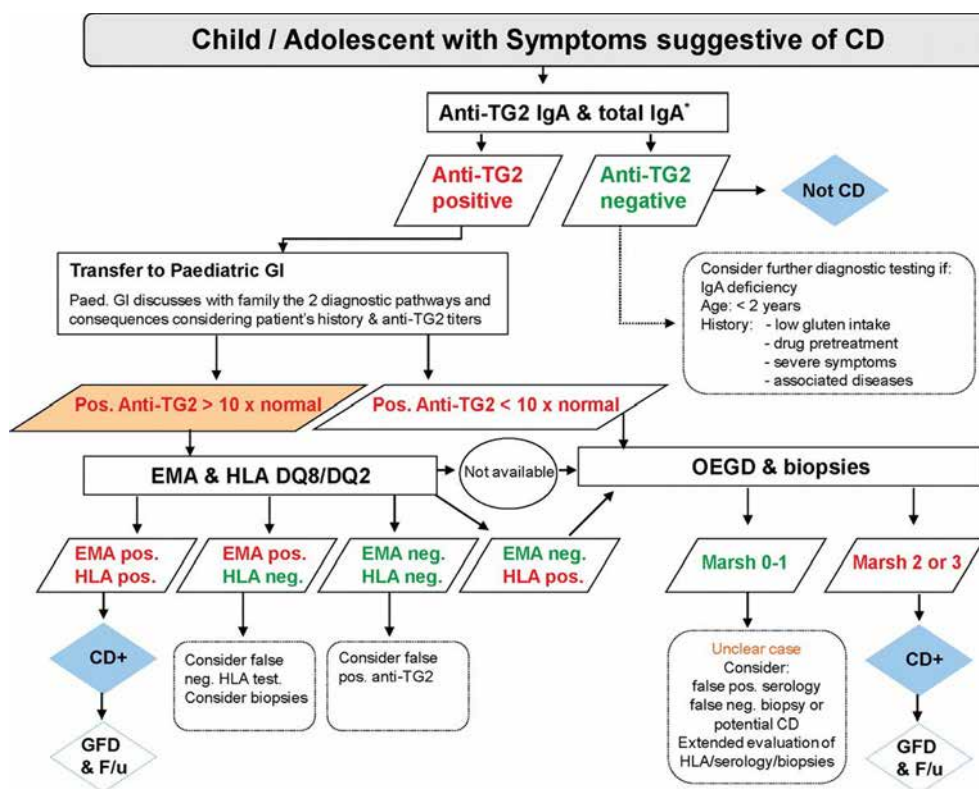 Child / Adolescent with Symptoms suggestive of CD
Anti-TG2 IgA & total IgA*
Anti-TG2
positive
Anti-TG2
negative
Not CD
Transfer to Paediatric GI
Paed. GI discusses with family the 2 diagnostic pathways and
consequences considering patient's history & anti-TG2 titers
Consider further diagnostic testing if:
IgA deficiency
Age: < 2 years
History: - low gluten intake
- drug pretreatment
- severe symptoms
- associated diseases
Pos. Anti-TG2 > 10 x normal
Pos. Anti-TG2 < 10 x normal
EMA & HLA DQ8/DQ2
Not available
OEGD & biopsies
EMA pos.
HLA pos.
EMA pos.
HLA neg.
EMA neg.
HLA neg.
EMA neg.
HLA pos.
Marsh 0-1
Marsh 2 or 3
CD+
Consider false
neg. HLA test.
Consider biopsies
Consider false
pos. anti-TG2
Unclear case
Consider:
false pos. serology
false neg. biopsy or
potential CD
Extended evaluation of
HLA/serology/biopsies
CD+
GFD
& F/u
GFD
& F/u